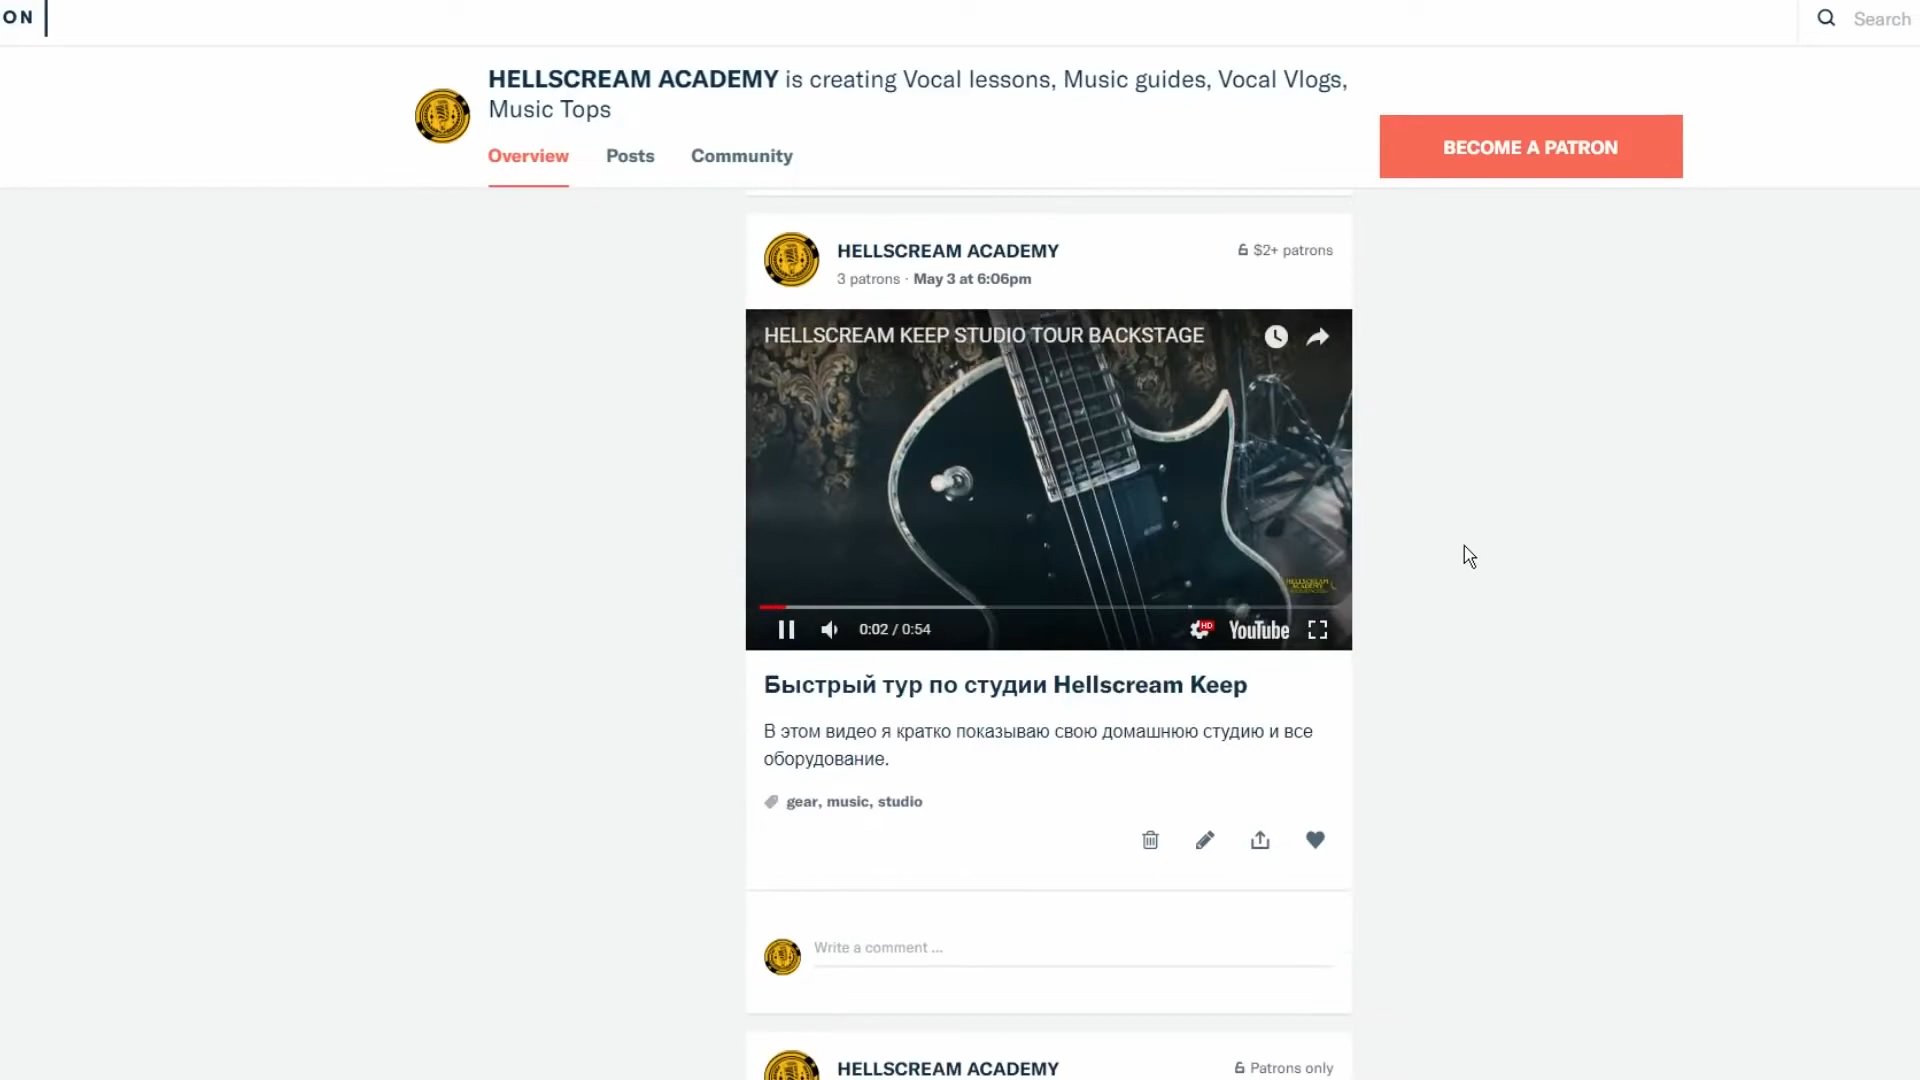 ON
Search
HELLSCREAM ACADEMY is creating Vocal lessons, Music guides, Vocal Vlogs,
Music Tops
Overview Posts Community
BECOME A PATRON
HELLSCREAM ACADEMY
$2+ patrons
3 patrons · May 3 at 6:06pm
HELLSCREAM KEEP STUDIO TOUR BACKSTAGE
HELLSCREAM
ACADEMY
0:02 / 0:54
HD
YouTube
Быстрый тур по студии Hellscream Keep
В этом видео я кратко показываю свою домашнюю студию и все
оборудование.
gear, music, studio
Write a comment ...
HELLSCREAM ACADEMY
Patrons only